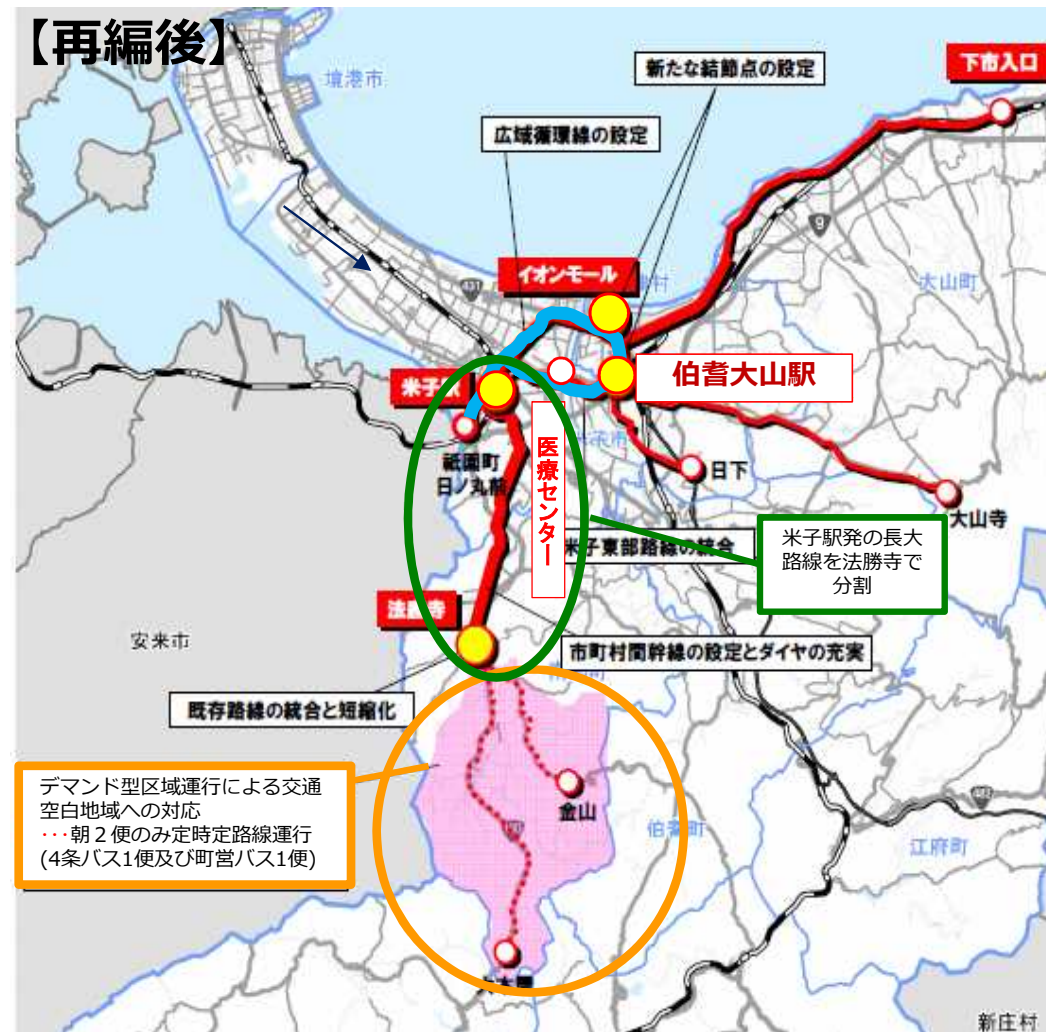 【再編後】
境港市
新たな結節点の設定
下市入口
広域循環線の設定
9
イオンモール
村
431
大山町
伯耆大山駅
米子駅
医療センター
祇園町
日ノ丸前
日下
大山寺
米子東部路線の統合
米子駅発の長大
路線を法勝寺で
分割
法勝寺
安来市
市町村間幹線の設定とダイヤの充実
既存路線の統合と短縮化
デマンド型区域運行による交通
空白地域への対応
･･･朝２便のみ定時定路線運行
(4条バス1便及び町営バス1便)
金山
伯耆町
江府町
新庄村